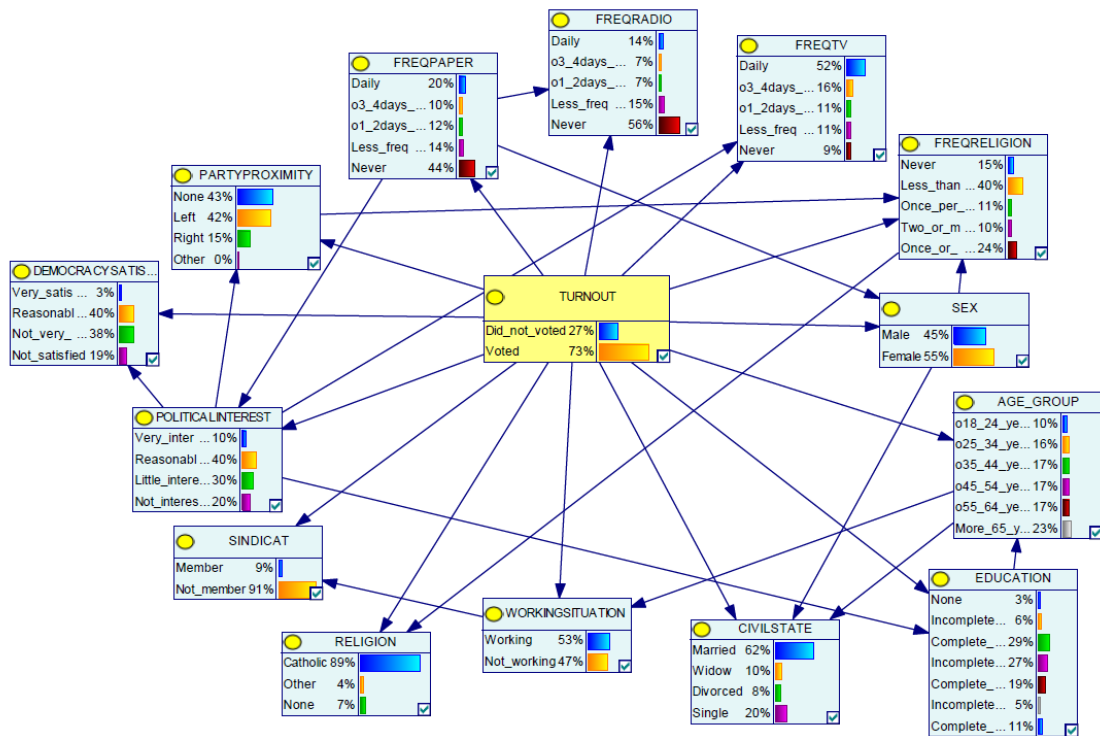 FREQRADIO
Daily 14%
o3_4days_... 7%
o1_2days_... 7%
Less_freq 15%
Never 56%
FREQTV
Daily 52%
o3_4days_... 16%
o1_2days_... 11%
Less_freq 11%
Never 9%
FREQPAPER
Daily 20%
o3_4days_... 10%
o1_2days_... 12%
Less_freq 14%
Never 44%
FREQRELIGION
Never 15%
Less_than ... 40%
Once_per_... 11%
Two_or_m ... 10%
Once_or_ ... 24%
PARTYPROXIMITY
None 43%
Left 42%
Right 15%
Other 0%
DEMOCRACYSATIS...
Very_satis ... 3%
Reasonabl ... 40%
Not_very_ ... 38%
Not_satisfied 19%
TURNOUT
Did_not_voted 27%
Voted 73%
SEX
Male 45%
Female 55%
AGE_GROUP
o18_24_ye... 10%
o25_34_ye... 16%
o35_44_ye... 17%
o45_54_ye... 17%
o55_64_ye... 17%
More_65_y... 23%
POLITICALINTEREST
Very_inter ... 10%
Reasonabl ... 40%
Little_intere... 30%
Not_interes... 20%
SINDICAT
Member 9%
Not_member 91%
EDUCATION
None 3%
Incomplete... 6%
Complete_... 29%
Incomplete... 27%
Complete_... 19%
Incomplete... 5%
Complete_... 11%
WORKINGSITUATION
Working 53%
Not_working 47%
CIVILSTATE
Married 62%
Widow 10%
Divorced 8%
Single 20%
RELIGION
Catholic 89%
Other 4%
None 7%